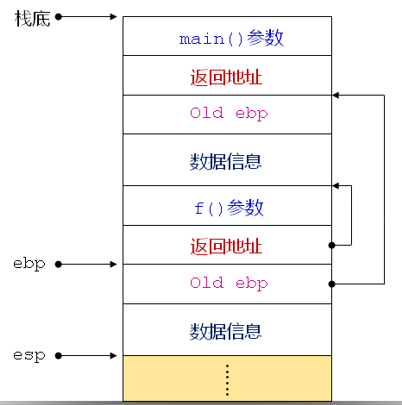 栈底
main()参数
返回地址
Old ebp
数据信息
f()参数
返回地址
ebp
Old ebp
数据信息
esp